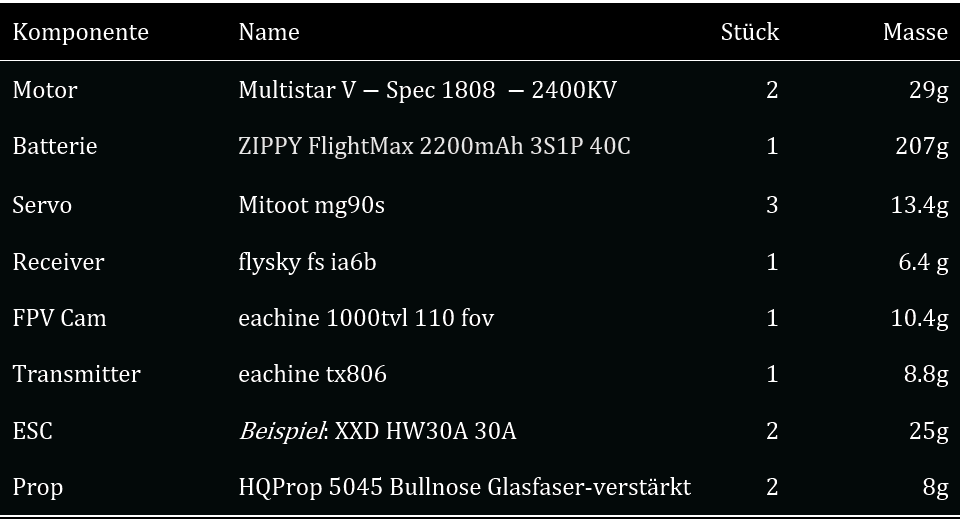 Komponente Name Stück Masse
Motor Multistar V − Spec 1808 − 2400KV 2 29g
Batterie ZIPPY FlightMax 2200mAh 3S1P 40C 1 207g
Servo Mitoot mg90s 3 13.4g
Receiver flysky fs ia6b 1 6.4 g
FPV Cam eachine 1000tvl 110 fov 1 10.4g
Transmitter eachine tx806 1 8.8g
ESC Beispiel: XXD HW30A 30A 2 25g
Prop HQProp 5045 Bullnose Glasfaser-verstärkt 2 8g